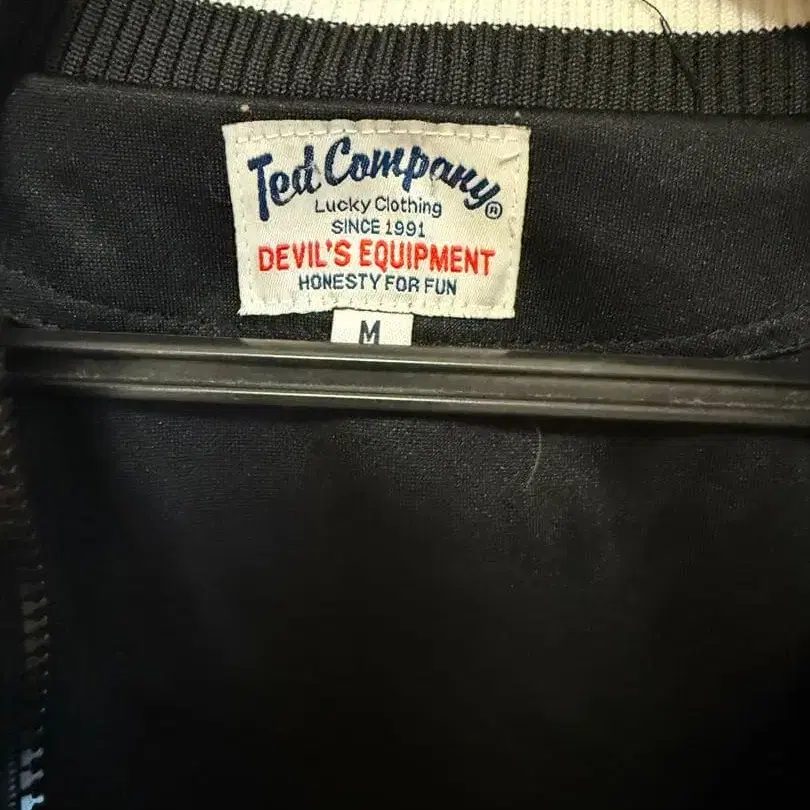 Ted Company®
Lucky Clothing
SINCE 1991
DEVIL'S EQUIPMENT
HONESTY FOR FUN
M